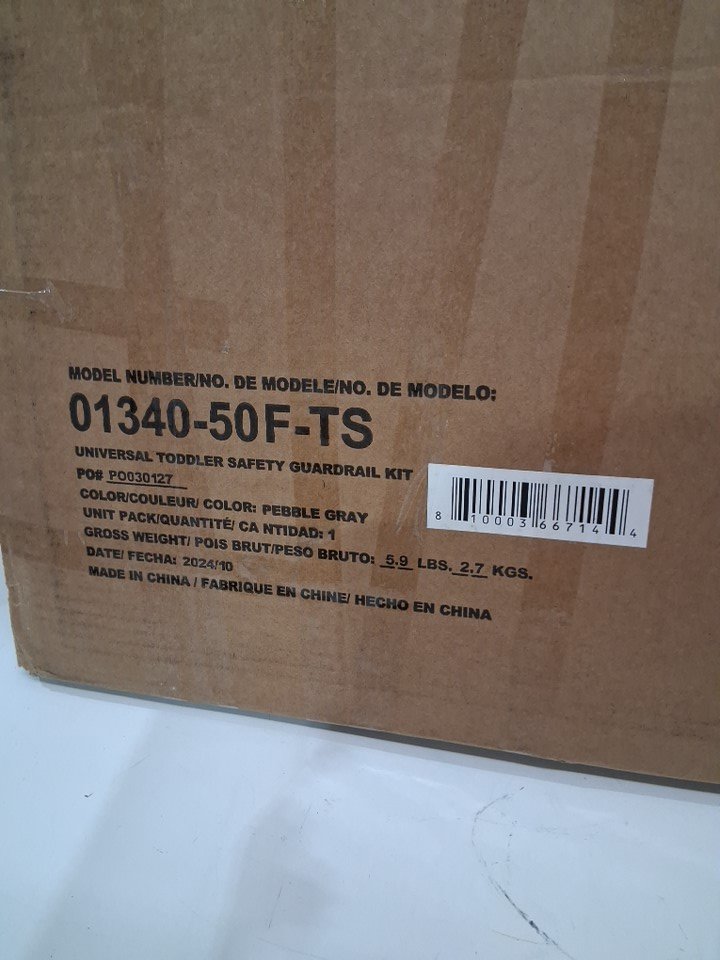 MODEL NUMBER/NO. DE MODELE/NO. DE MODELO:
01340-50F-TS
UNIVERSAL TODDLER SAFETY GUARDRAIL KIT
PO# PO030127
COLOR/COULEUR/ COLOR: PEBBLE GRAY
UNIT PACK/QUANTITÉ/ CA NTIDAD: 1
GROSS WEIGHT/ POIS BRUT/PESO BRUTO: 5.9 LBS. 2.7 KGS.
DATE/ FECHA: 2024/10
MADE IN CHINA / FABRIQUE EN CHINE/ HECHO EN CHINA
8 10003 66714 4